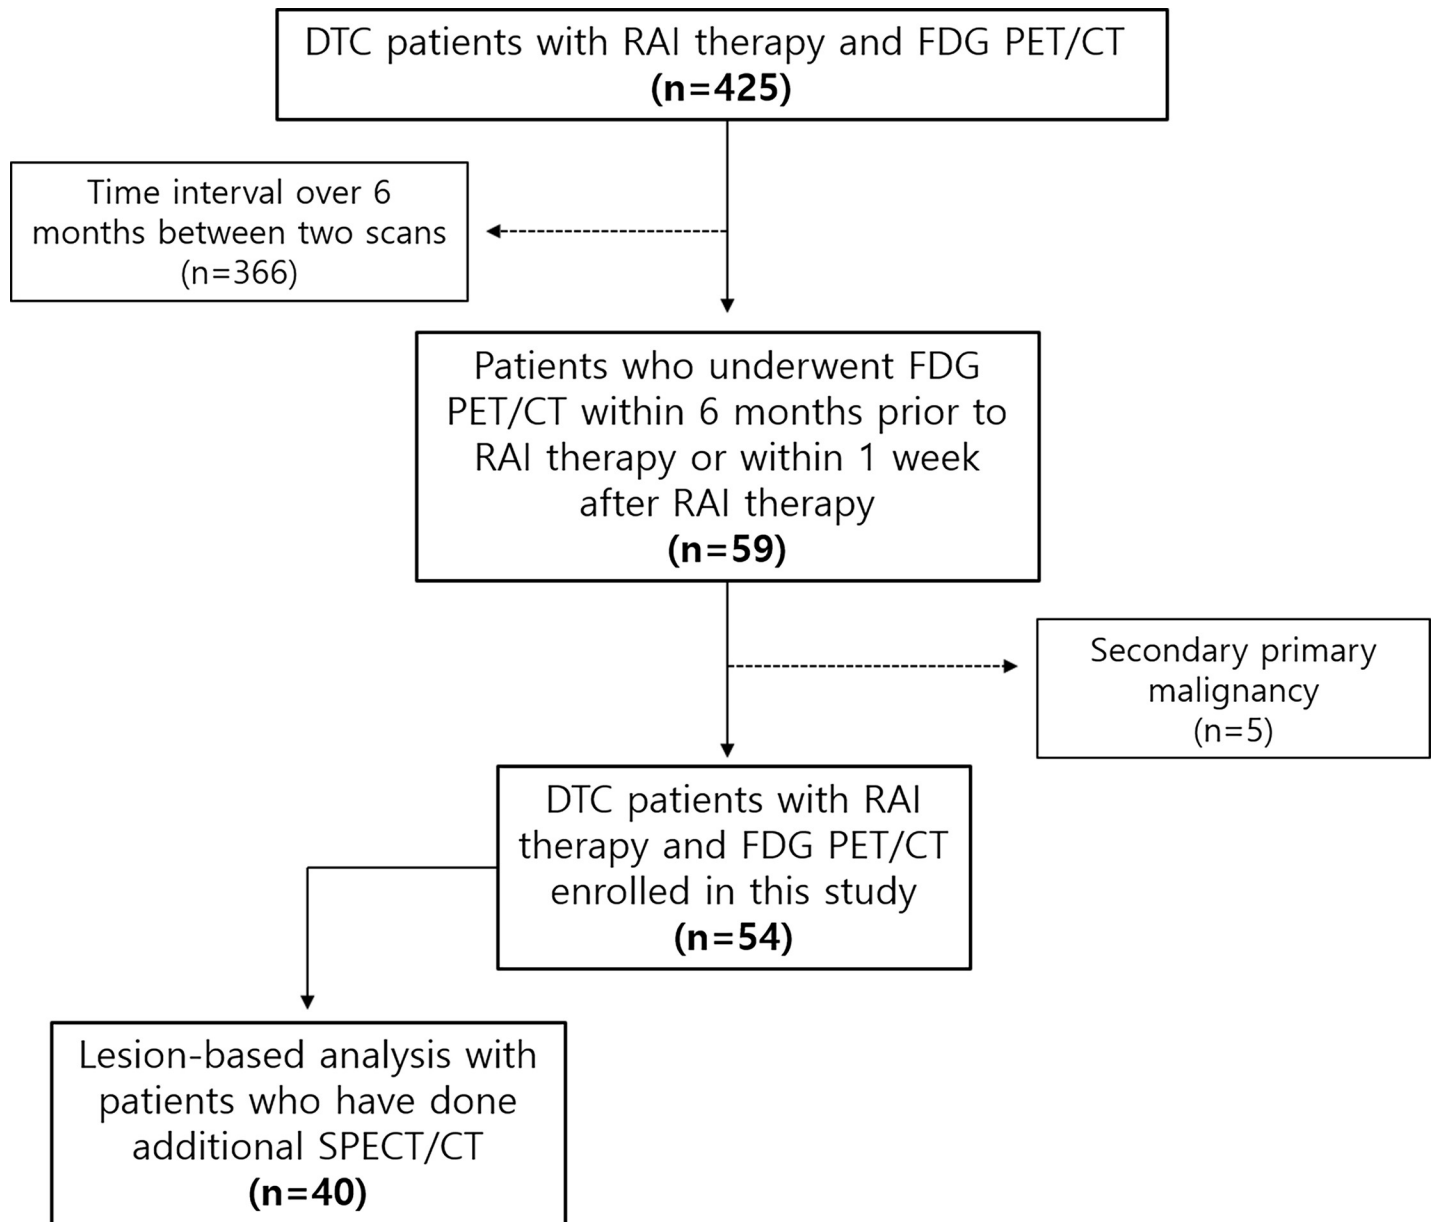 DTC patients with RAI therapy and FDG PET/CT
(n=425)
Time interval over 6
months between two scans
(n=366)
Patients who underwent FDG
PET/CT within 6 months prior to
RAI therapy or within 1 week
after RAI therapy
(n=59)
Secondary primary
malignancy
(n=5)
DTC patients with RAI
therapy and FDG PET/CT
enrolled in this study
(n=54)
Lesion-based analysis with
patients who have done
additional SPECT/CT
(n=40)